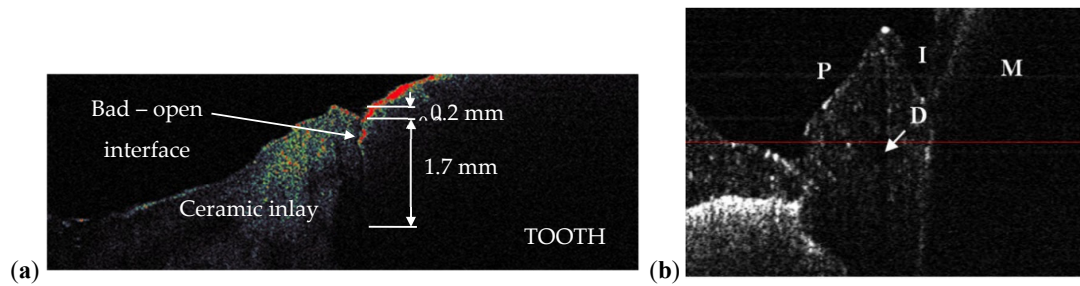 Bad – open
interface
0.2 mm
1.7 mm
Ceramic inlay
TOOTH
(a)
P
I
M
D
(b)